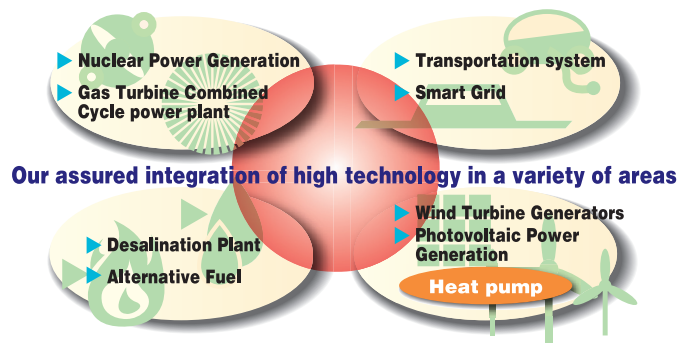 Nuclear Power Generation
Gas Turbine Combined
Cycle power plant
Transportation system
Smart Grid
Our assured integration of high technology in a variety of areas
Desalination Plant
Alternative Fuel
Wind Turbine Generators
Photovoltaic Power
Generation
Heat pump